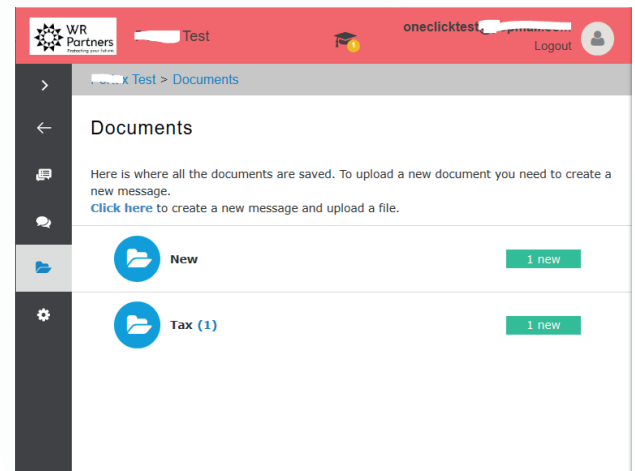 WR
Partners
Protecting your future
Test
1
oneclicktest
Logout
Test > Documents
Documents
Here is where all the documents are saved. To upload a new document you need to create a
new message.
Click here to create a new message and upload a file.
New
1 new
Tax (1)
1 new